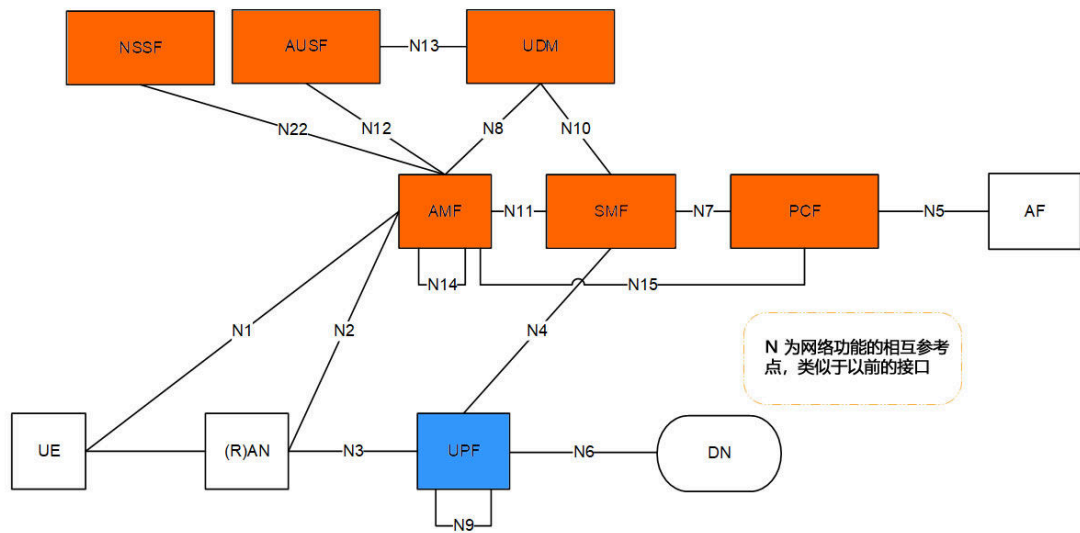 NSSF
AUSF
N13
UDM
N22
N12
N8
N10
AMF
N11
SMF
N7
PCF
N5
AF
N14
N15
N1
N2
N4
N 为网络功能的相互参考
点，类似于以前的接口
UE
(R)AN
N3
UPF
N6
DN
N9